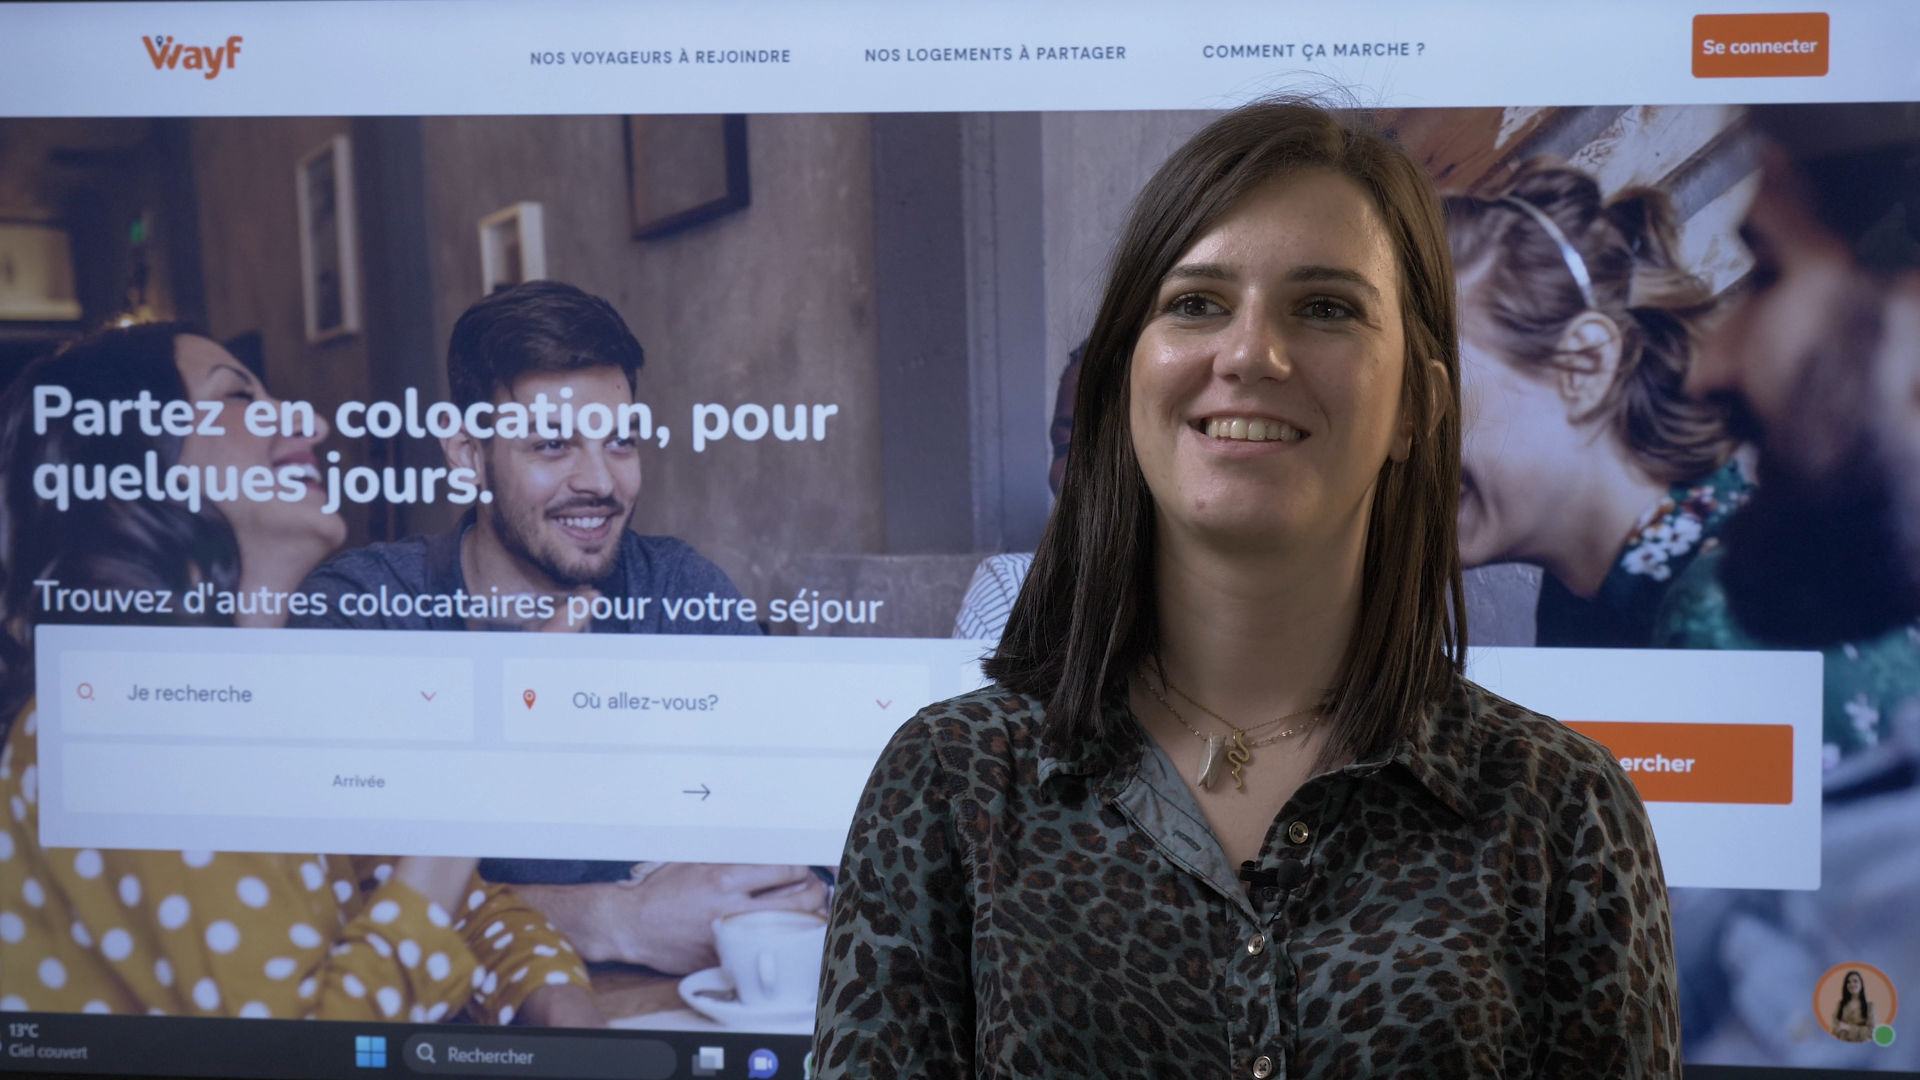 Wayf
NOS VOYAGEURS À REJOINDRE
NOS LOGEMENTS À PARTAGER
COMMENT ÇA MARCHE ?
Se connecter
Partez en colocation, pour
quelques jours.
Trouvez d'autres colocataires pour votre séjour
Je recherche
Où allez-vous?
Arrivée
ercher
13°C
Ciel couvert
Rechercher